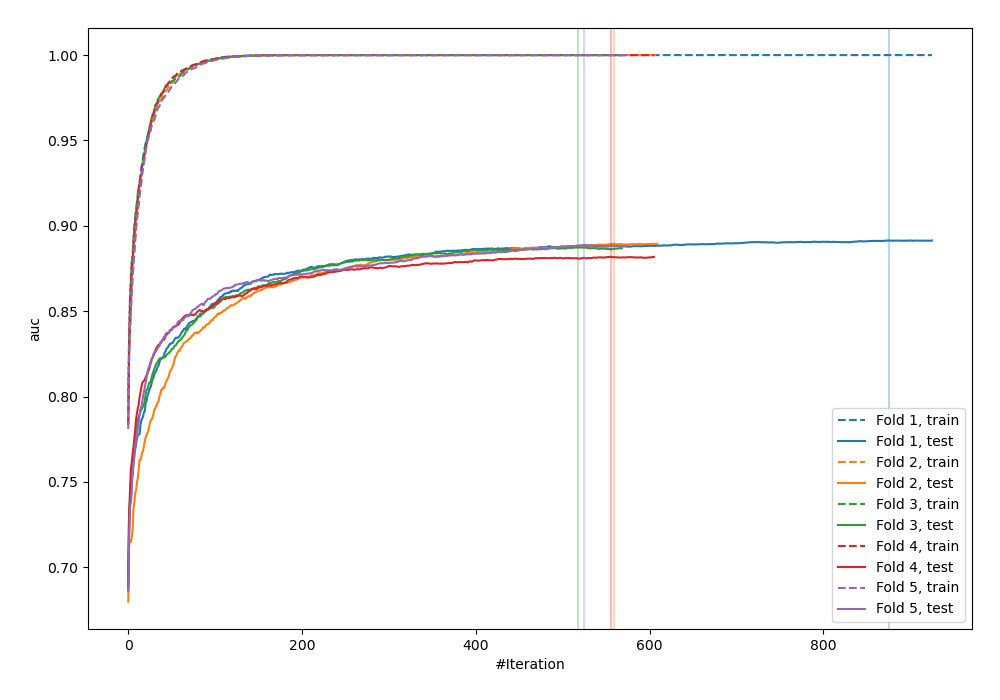 1.00
0.95
0.90
0.85
0.80
0.75
0.70
auc
0
200
400
600
800
#Iteration
Fold 1, train
Fold 1, test
Fold 2, train
Fold 2, test
Fold 3, train
Fold 3, test
Fold 4, train
Fold 4, test
Fold 5, train
Fold 5, test